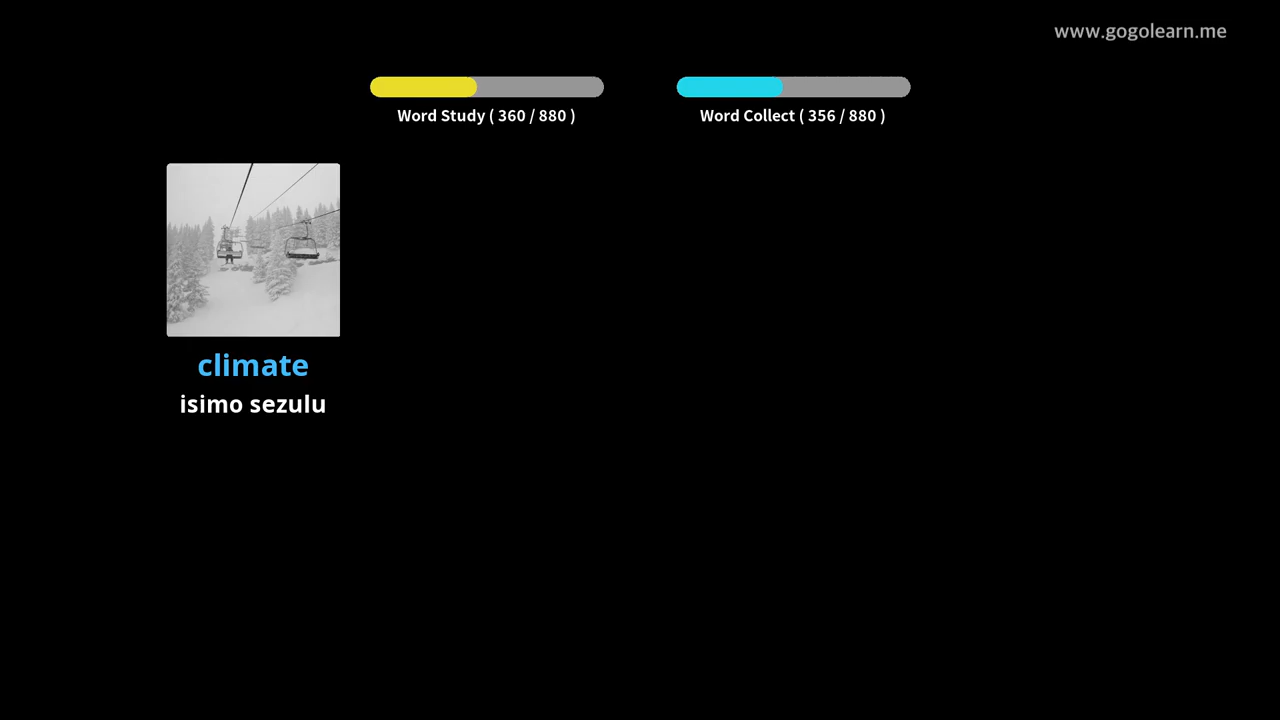 www.gogolearn.me
Word Study ( 360 / 880 )
Word Collect ( 356 / 880 )
climate
isimo sezulu